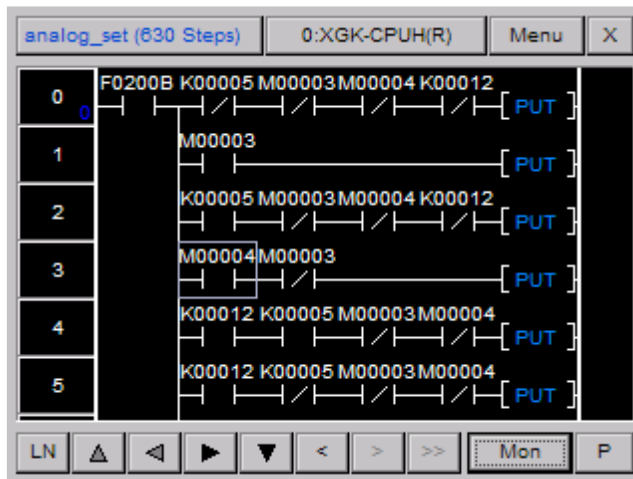 analog_set (630 Steps) 0:XGK-CPUH(R) Menu X
0 0 F0200B K00005 M00003 M00004 K00012 PUT
1 M00003 PUT
2 K00005 M00003 M00004 K00012 PUT
3 M00004 M00003 PUT
4 K00012 K00005 M00003 M00004 PUT
5 K00012 K00005 M00003 M00004 PUT
LN < > >> Mon P